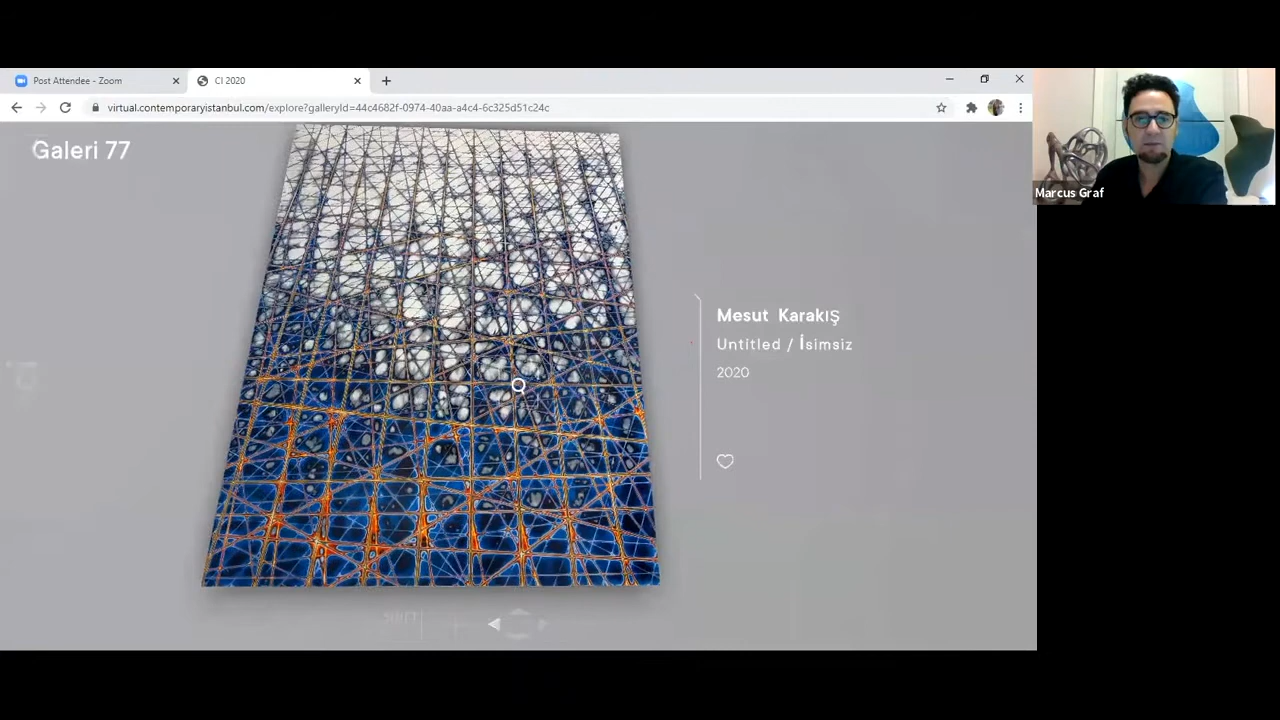 Post Attendee - Zoom
CI 2020
virtual.contemporaryistanbul.com/explore?galleryId=44c4682f-0974-40aa-a4c4-6c325d51c24c
Galeri 77
Marcus Graf
Mesut Karakış
Untitled / İsimsiz
2020